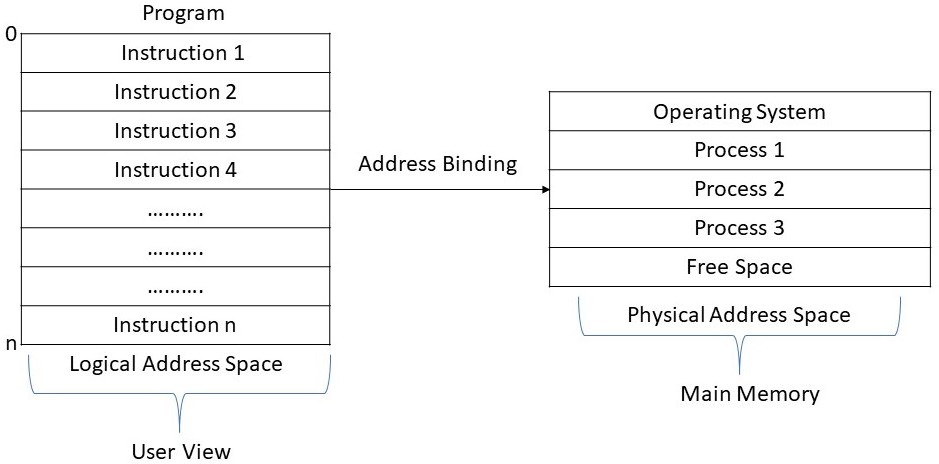 Program
0
Instruction 1
Instruction 2
Instruction 3
Instruction 4
……….
……….
……….
Instruction n
n
Logical Address Space
User View
Address Binding
Operating System
Process 1
Process 2
Process 3
Free Space
Physical Address Space
Main Memory